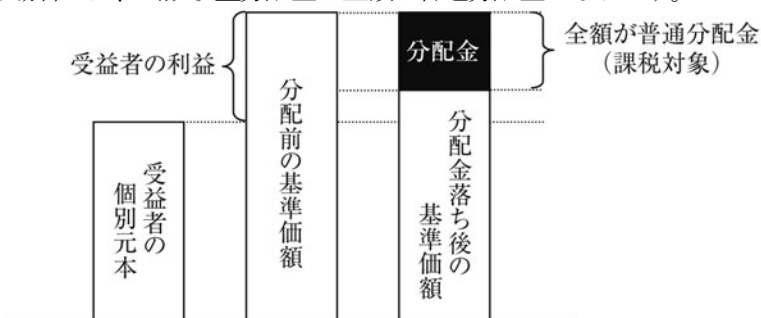 受益者の利益
分配金
全額が普通分配金
(課税対象)
受益者の
個別元本
分配前の基準価額
分配金落ち後の
基準価額